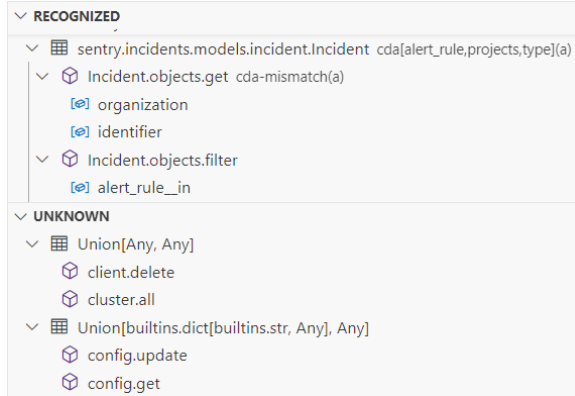 RECOGNIZED
sentry.incidents.models.incident.Incident cda[alert_rule,projects,type](a)
Incident.objects.get cda-mismatch(a)
organization
identifier
Incident.objects.filter
alert_rule__in
UNKNOWN
Union[Any, Any]
client.delete
cluster.all
Union[builtins.dict[builtins.str, Any], Any]
config.update
config.get